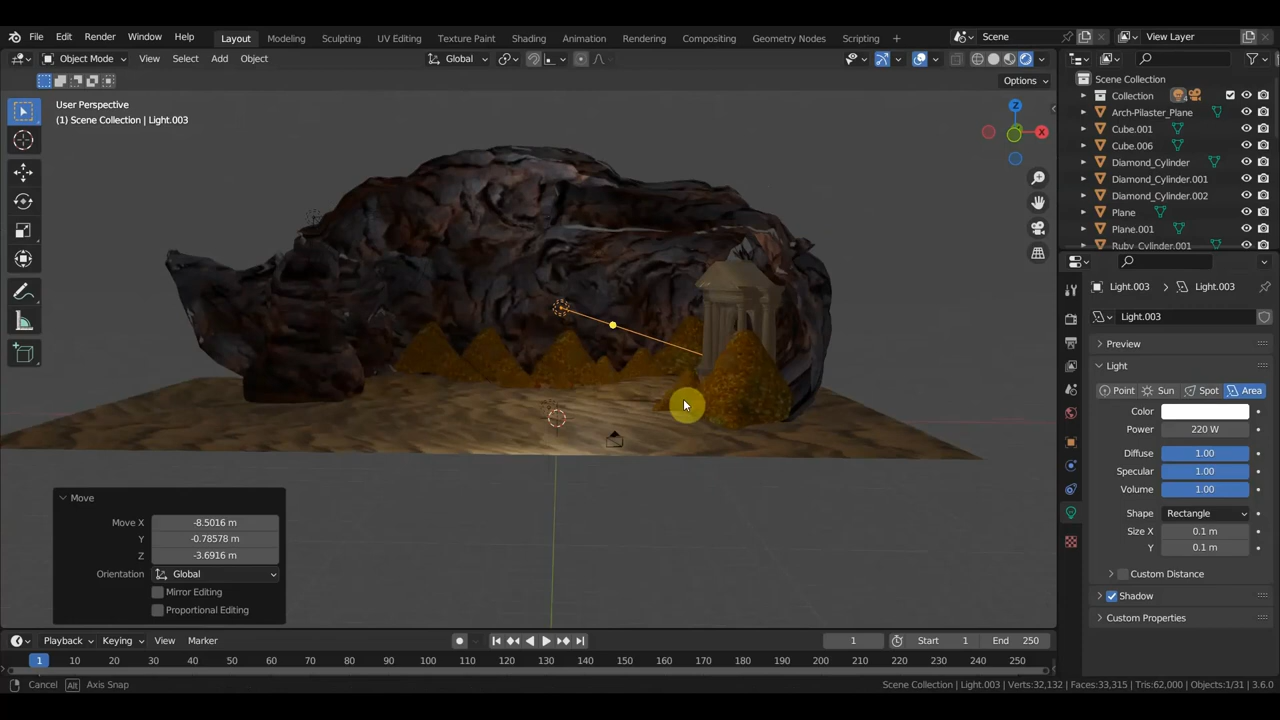 File Edit Render Window Help Layout Modeling Sculpting UV Editing Texture Paint Shading Animation Rendering Compositing Geometry Nodes Scripting + Scene View Layer
Object Mode View Select Add Object Global
Options
User Perspective
(1) Scene Collection | Light.003
Z
X
Scene Collection
Collection
Arch-Pilaster_Plane
Cube.001
Cube.006
Diamond_Cylinder
Diamond_Cylinder.001
Diamond_Cylinder.002
Plane
Plane.001
Ruby_Cylinder.001
Light.003 Light.003
Light.003
Preview
Light
Point Sun Spot Area
Color
Power 220 W
Diffuse 1.00
Specular 1.00
Volume 1.00
Shape Rectangle
Size X 0.1 m
Y 0.1 m
Custom Distance
Shadow
Custom Properties
Move
Move X -8.5016 m
Y -0.78578 m
Z -3.6916 m
Orientation Global
Mirror Editing
Proportional Editing
Playback Keying View Marker 1 Start 1 End 250
1 10 20 30 40 50 60 70 80 90 100 110 120 130 140 150 160 170 180 190 200 210 220 230 240 250
Cancel Alt Axis Snap Scene Collection | Light.003 | Verts:32,132 | Faces:33,315 | Tris:62,000 | Objects:1/31 | 3.6.0